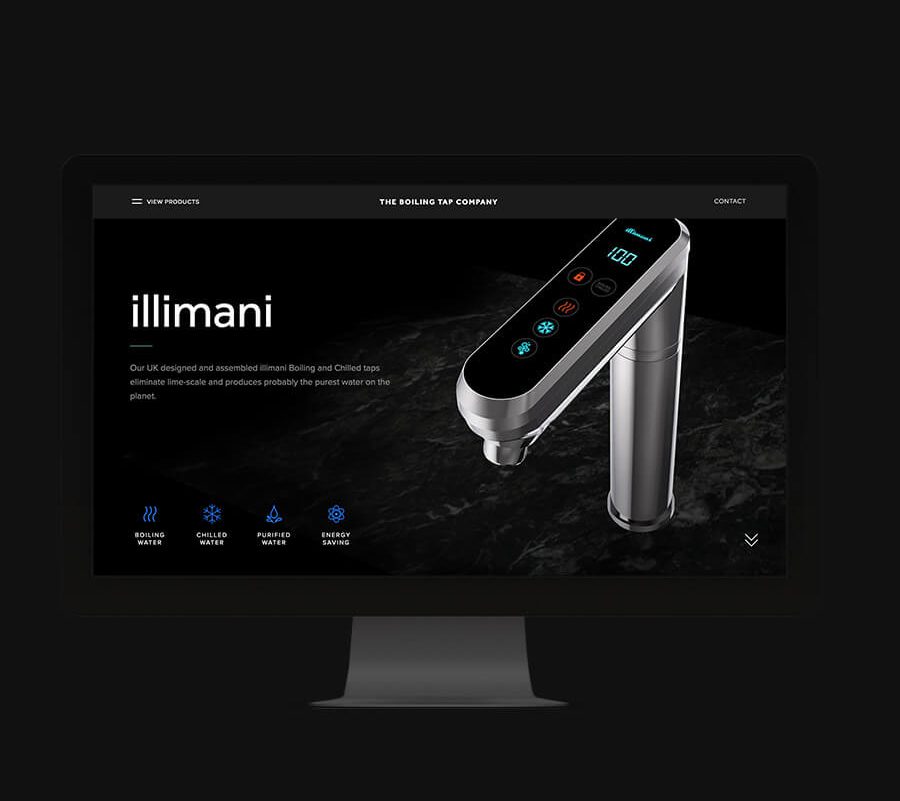 VIEW PRODUCTS
THE BOILING TAP COMPANY
CONTACT
illimani
100
illimani
Our UK designed and assembled illimani Boiling and Chilled taps
eliminate lime-scale and produces probably the purest water on the
planet.
BOILING
WATER
CHILLED
WATER
PURIFIED
WATER
ENERGY
SAVING